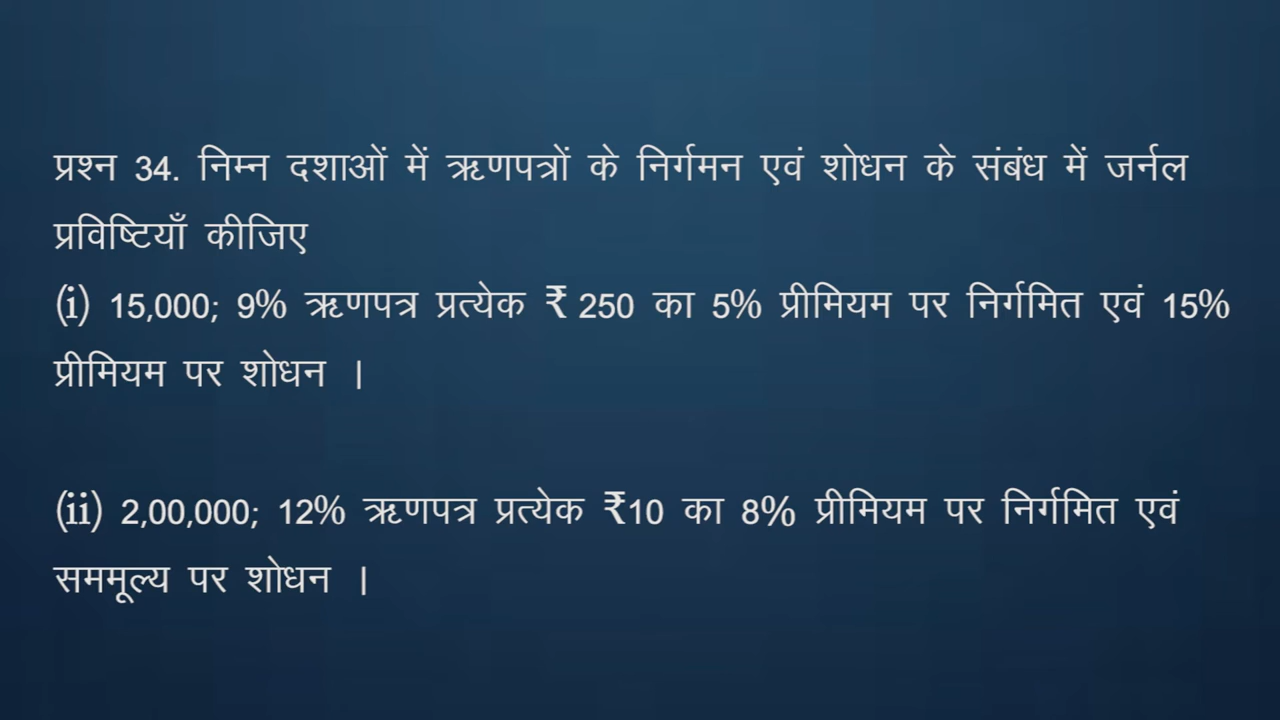 प्रश्न 34. निम्न दशाओं में ऋणपत्रों के निर्गमन एवं शोधन के संबंध में जर्नल
प्रविष्टियाँ कीजिए
(i) 15,000; 9% ऋणपत्र प्रत्येक ₹ 250 का 5% प्रीमियम पर निर्गमित एवं 15%
प्रीमियम पर शोधन ।
(ii) 2,00,000; 12% ऋणपत्र प्रत्येक ₹10 का 8% प्रीमियम पर निर्गमित एवं
सममूल्य पर शोधन ।